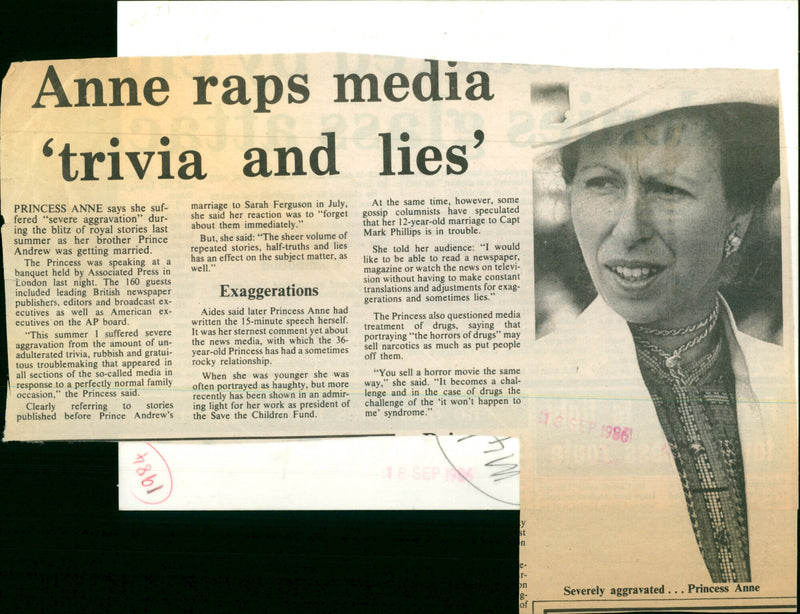 Anne raps media
‘trivia and lies’
PRINCESS ANNE says she suf-
fered “severe aggravation” dur-
ing the blitz of royal stories last
summer as her brother Prince
Andrew was getting married.
The Princess was speaking at a
banquet held by Associated Press in
London last night. The 160 guests
included leading British newspaper
publishers, editors and broadcast ex-
ecutives as well as American ex-
ecutives on the AP board.
“This summer I suffered severe
aggravation from the amount of un-
adulterated trivia, rubbish and gratui-
tous troublemaking that appeared in
all sections of the so-called media in
response to a perfectly normal family
occasion,” the Princess said.
Clearly referring to stories
published before Prince Andrew’s
marriage to Sarah Ferguson in July,
she said her reaction was to “forget
about them immediately.”
But, she said: “The sheer volume of
repeated stories, half-truths and lies
has an effect on the subject matter, as
well.”
Exaggerations
Aides said later Princess Anne had
written the 15-minute speech herself.
It was her sternest comment yet about
the news media, with which the 36-
year-old Princess has had a sometimes
rocky relationship.
When she was younger she was
often portrayed as haughty, but more
recently has been shown in an admir-
ing light for her work as president of
the Save the Children Fund.
At the same time, however, some
gossip columnists have speculated
that her 12-year-old marriage to Capt
Mark Phillips is in trouble.
She told her audience: “I would
like to be able to read a newspaper,
magazine or watch the news on televi-
sion without having to make constant
translations and adjustments for exag-
gerations and sometimes lies.”
The Princess also questioned media
treatment of drugs, saying that
portraying “the horrors of drugs” may
sell narcotics as much as put people
off them.
“You sell a horror movie the same
way,” she said. “It becomes a chal-
lenge and in the case of drugs the
challenge of the ‘it won’t happen to
me’ syndrome.”
SEP 1986
18 SEP 1986
1984
Severely aggravated . . . Princess Anne